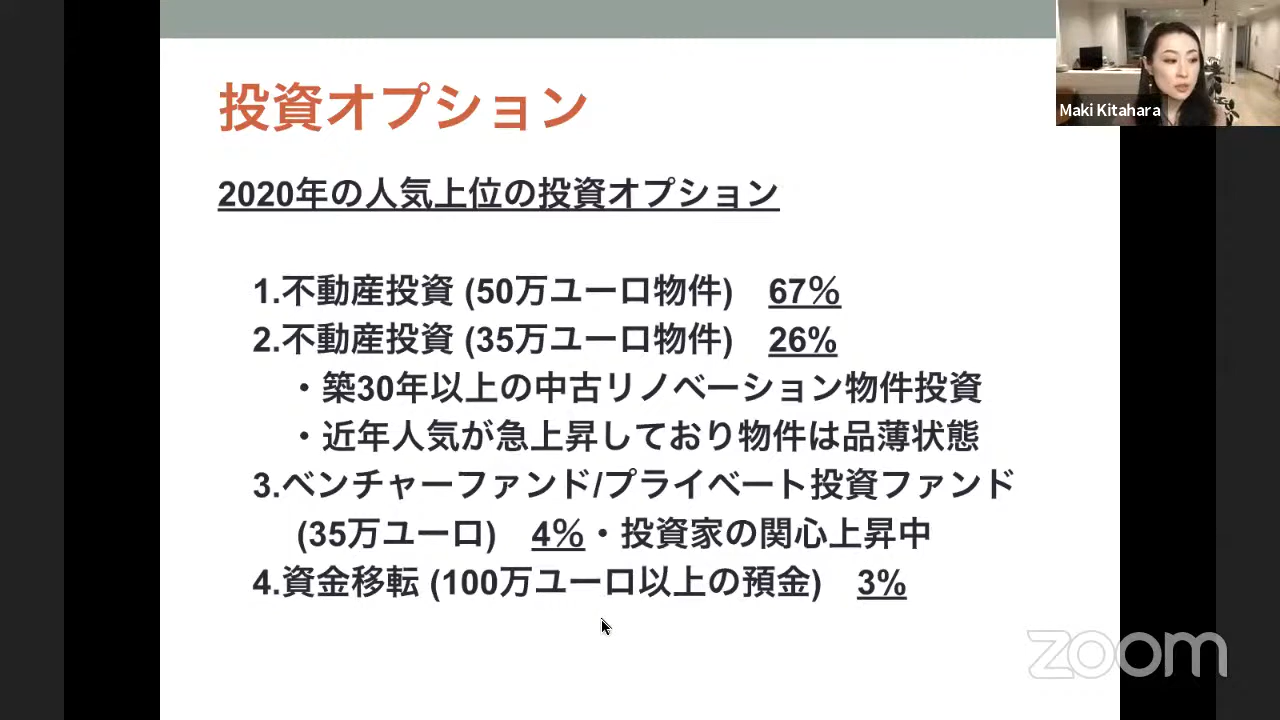 投資オプション
Maki Kitahara
2020年の人気上位の投資オプション
1.不動産投資 (50万ユーロ物件) 67%
2.不動産投資 (35万ユーロ物件) 26%
・築30年以上の中古リノベーション物件投資
・近年人気が急上昇しており物件は品薄状態
3.ベンチャーファンド/プライベート投資ファンド
(35万ユーロ) 4%・投資家の関心上昇中
4.資金移転 (100万ユーロ以上の預金) 3%
zoom